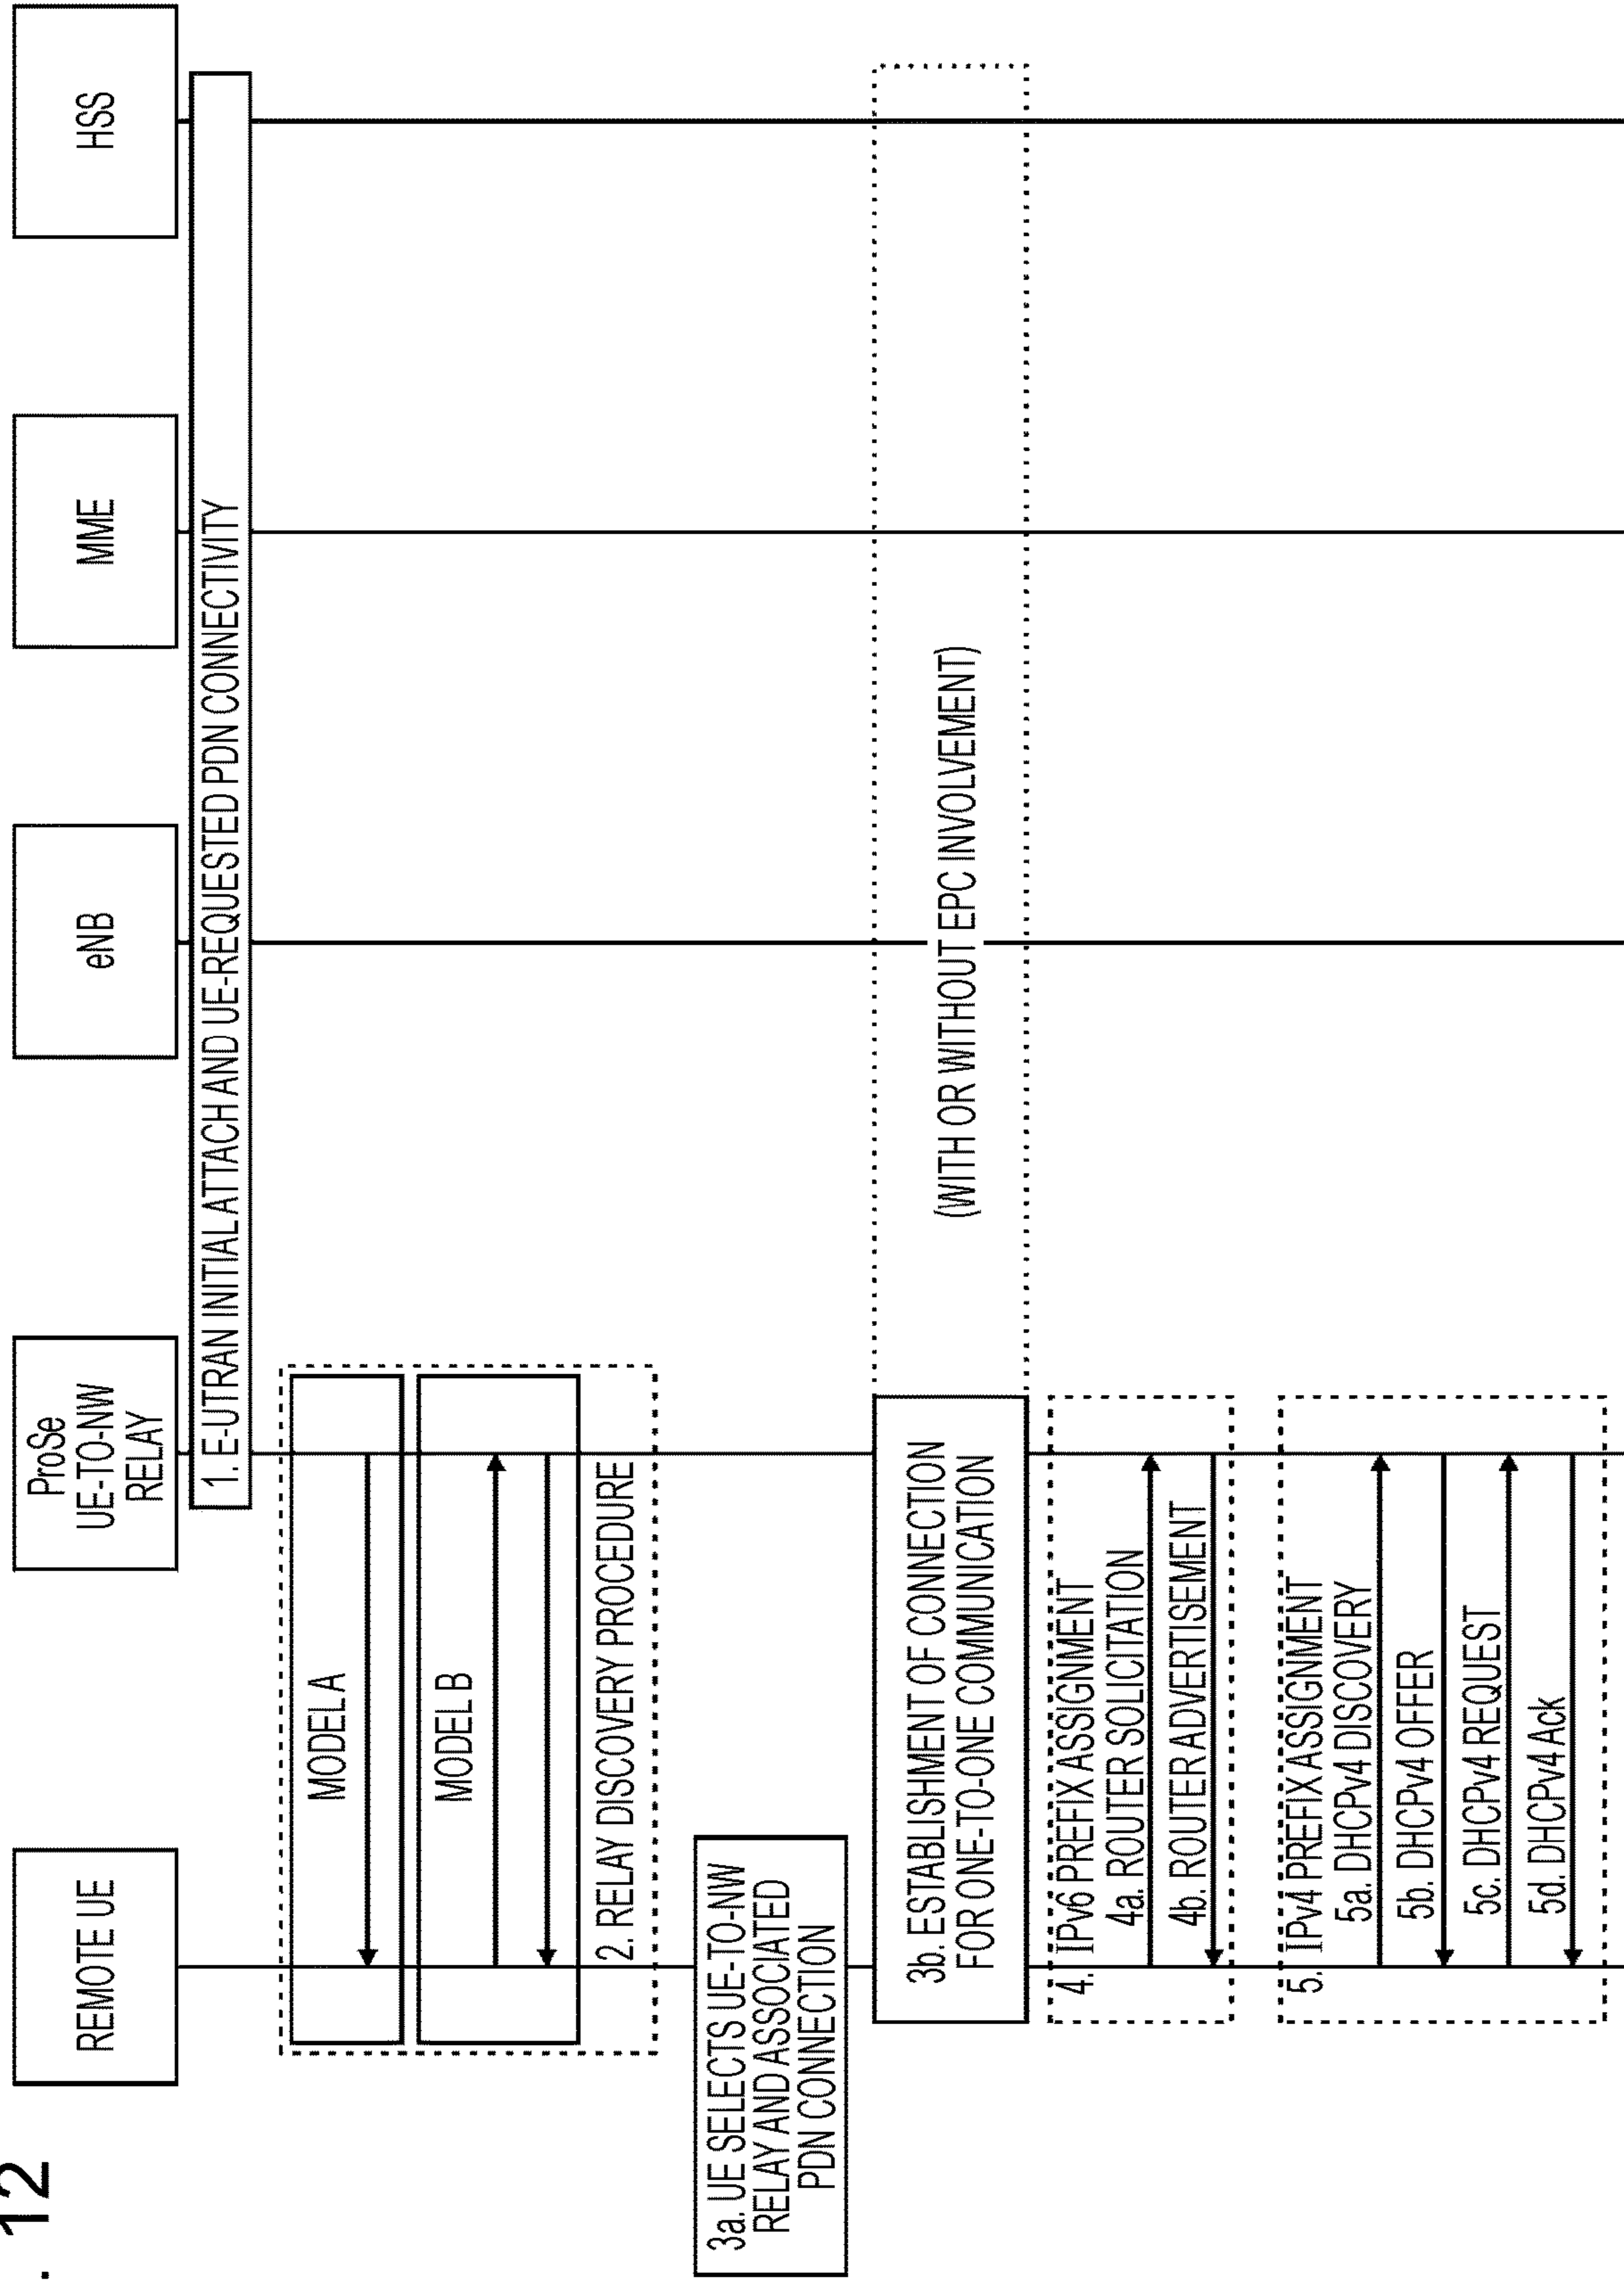 . 12
REMOTE UE
ProSe
UE-TO-NW
RELAY
eNB
MME
HSS
1. E-UTRAN INITIAL ATTACH AND UE-REQUESTED PDN CONNECTIVITY
MODEL A
MODEL B
2. RELAY DISCOVERY PROCEDURE
3a. UE SELECTS UE-TO-NW
RELAY AND ASSOCIATED
PDN CONNECTION
3b. ESTABLISHMENT OF CONNECTION
FOR ONE-TO-ONE COMMUNICATION
(WITH OR WITHOUT EPC INVOLVEMENT)
4. IPv6 PREFIX ASSIGNMENT
4a. ROUTER SOLICITATION
4b. ROUTER ADVERTISEMENT
5. IPv4 PREFIX ASSIGNMENT
5a. DHCPv4 DISCOVERY
5b. DHCPv4 OFFER
5c. DHCPv4 REQUEST
5d. DHCPv4 Ack